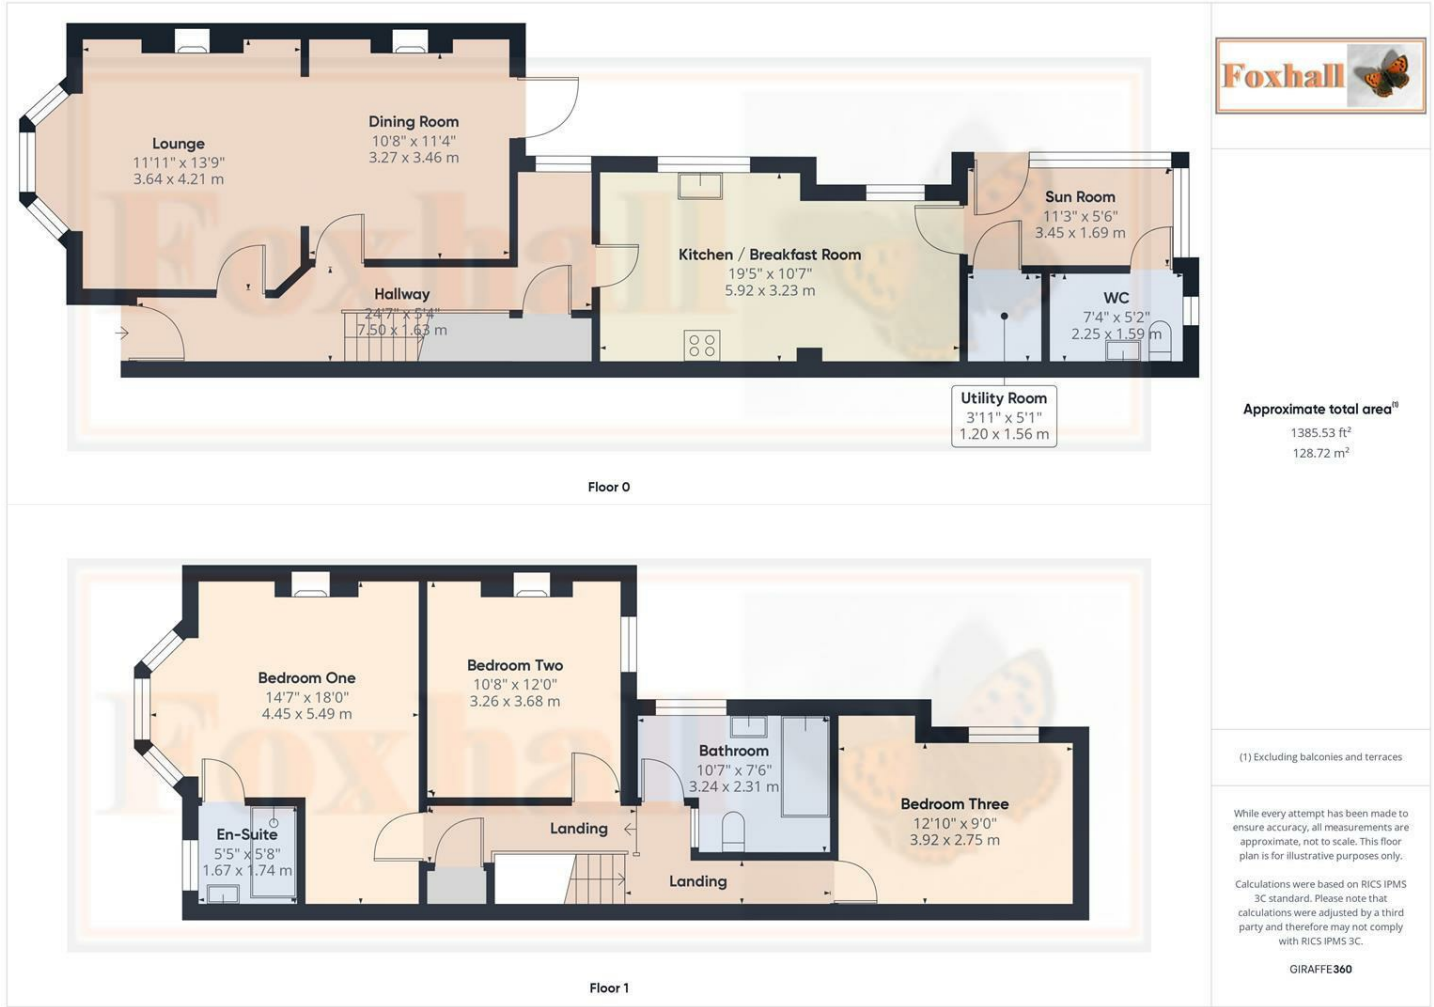 Foxhall
Lounge
11'11" x 13'9"
3.64 x 4.21 m
Dining Room
10'8" x 11'4"
3.27 x 3.46 m
Hallway
24'7" x 5'4"
7.50 x 1.63 m
Kitchen / Breakfast Room
19'5" x 10'7"
5.92 x 3.23 m
Sun Room
11'3" x 5'6"
3.45 x 1.69 m
WC
7'4" x 5'2"
2.25 x 1.59 m
Utility Room
3'11" x 5'1"
1.20 x 1.56 m
Foxhall
Floor 0
Bedroom One
14'7" x 18'0"
4.45 x 5.49 m
Bedroom Two
10'8" x 12'0"
3.26 x 3.68 m
Bathroom
10'7" x 7'6"
3.24 x 2.31 m
Bedroom Three
12'10" x 9'0"
3.92 x 2.75 m
En-Suite
5'5" x 5'8"
1.67 x 1.74 m
Landing
Landing
Foxhall
Floor 1
Approximate total area(1)
1385.53 ft²
128.72 m²
(1) Excluding balconies and terraces
While every attempt has been made to
ensure accuracy, all measurements are
approximate, not to scale. This floor
plan is for illustrative purposes only.
Calculations were based on RICS IPMS
3C standard. Please note that
calculations were adjusted by a third
party and therefore may not comply
with RICS IPMS 3C.
GIRAFFE360